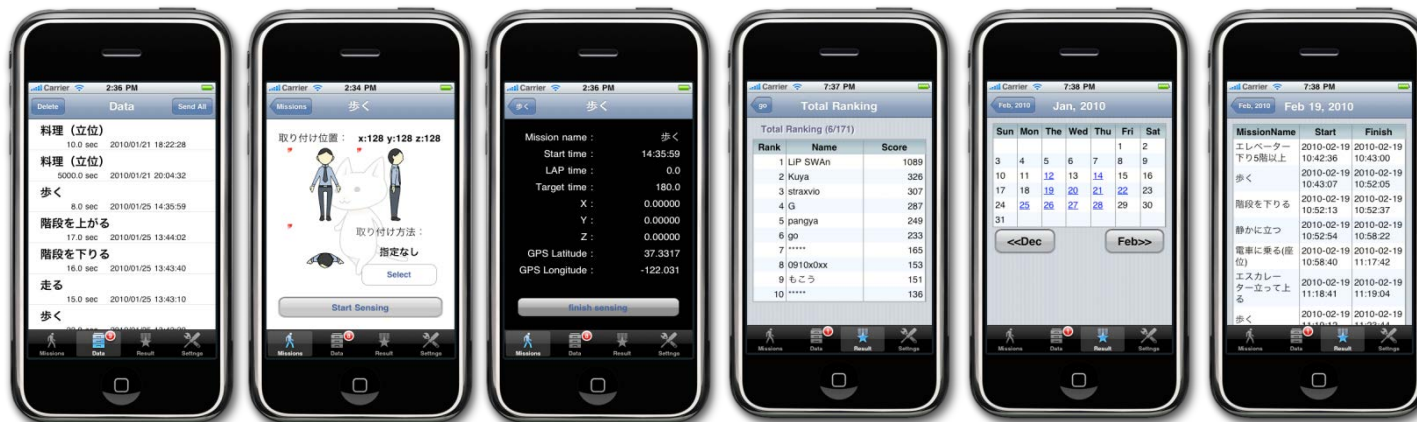 Carrier 2:36 PM
Delete Data Send All
料理（立位）
10.0 sec 2010/01/21 18:22:28
料理（立位）
5000.0 sec 2010/01/21 20:04:32
歩く
8.0 sec 2010/01/25 14:35:59
階段を上がる
17.0 sec 2010/01/25 13:44:02
階段を下りる
16.0 sec 2010/01/25 13:43:40
走る
15.0 sec 2010/01/25 13:43:10
歩く
Missions Data Result Settings
Carrier 2:34 PM
Missions 歩く
取り付け位置： x:128 y:128 z:128
取り付け方法：
指定なし
Select
Start Sensing
Missions Data Result Settings
Carrier 2:36 PM
歩く 歩く
Mission name : 歩く
Start time : 14:35:59
LAP time : 0.0
Target time : 180.0
X : 0.00000
Y : 0.00000
Z : 0.00000
GPS Latitude : 37.3317
GPS Longitude : -122.031
finish sensing
Missions Data Result Settings
Carrier 7:37 PM
go Total Ranking
Total Ranking (6/171)
Rank Name Score
1 LiP SWAn 1089
2 Kuya 326
3 straxvio 307
4 G 287
5 pangya 249
6 go 233
7 ***** 165
8 0910x0xx 153
9 もこう 151
10 ***** 136
Missions Data Result Settings
Carrier 7:38 PM
Feb, 2010 Jan, 2010
Sun Mon The Wed Thu Fri Sat
1 2
3 4 5 6 7 8 9
10 11 12 13 14 15 16
17 18 19 20 21 22 23
24 25 26 27 28 29 30
31
<<Dec Feb>>
Missions Data Result Settings
Carrier 7:38 PM
Feb, 2010 Feb 19, 2010
MissionName Start Finish
エレベーター 2010-02-19 2010-02-19
下り5階以上 10:42:36 10:43:00
歩く 2010-02-19 10:43:07 2010-02-19 10:52:05
階段を下りる 2010-02-19 10:52:13 2010-02-19 10:52:37
静かに立つ 2010-02-19 10:52:54 2010-02-19 10:58:22
電車に乗る(座 2010-02-19 2010-02-19
位) 10:58:40 11:17:42
エスカレー
ター立って上 2010-02-19 2010-02-19
る 11:18:41 11:19:04
歩く 2010-02-19 2010-02-19
Missions Data Result Settings